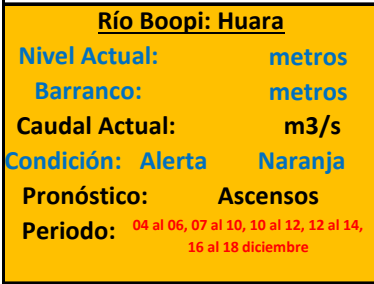 Río Boopi: Huara
Nivel Actual: metros
Barranco: metros
Caudal Actual: m3/s
Condición: Alerta Naranja
Pronóstico: Ascensos
Periodo: 04 al 06, 07 al 10, 10 al 12, 12 al 14,
16 al 18 diciembre